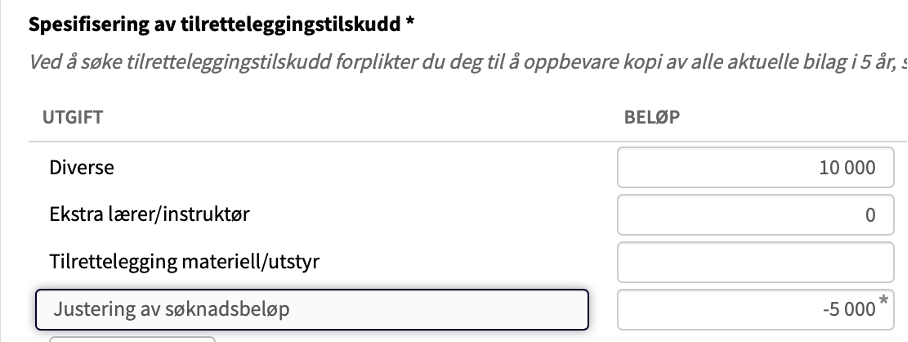 Spesifisering av tilretteleggingstilskudd *
Ved å søke tilretteleggingstilskudd forplikter du deg til å oppbevare kopi av alle aktuelle bilag i 5 år,
UTGIFT BELØP
Diverse 10 000
Ekstra lærer/instruktør 0
Tilrettelegging materiell/utstyr
Justering av søknadsbeløp -5 000 *